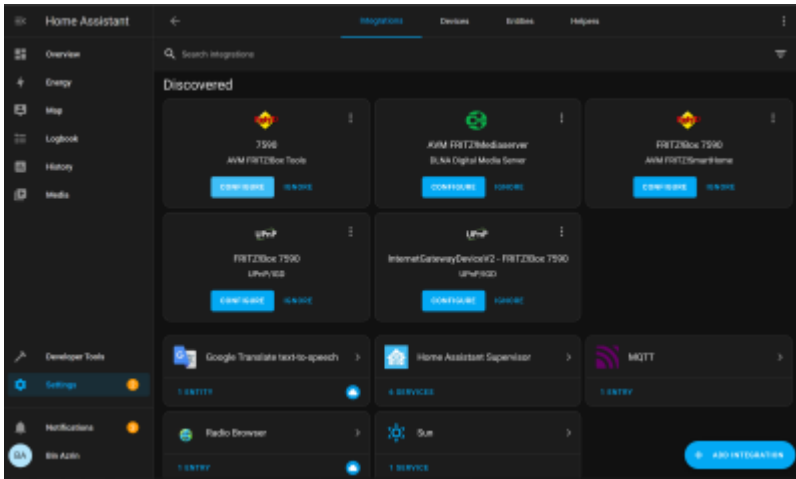 Home Assistant
Integrations Devices Entities Helpers
Search integrations
Overview
Energy
Map
Logbook
History
Media
Developer Tools
Settings
Notifications
BA
Discovered
7590
AVM FRITZ!Box Tools
CONFIGURE IGNORE
AVM FRITZ!Mediaserver
DLNA Digital Media Server
CONFIGURE IGNORE
FRITZ!Box 7590
AVM FRITZ!SmartHome
CONFIGURE IGNORE
UPnP
FRITZ!Box 7590
UPnP/IGD
CONFIGURE IGNORE
UPnP
InternetGatewayDeviceV2 - FRITZ!Box 7590
UPnP/IGD
CONFIGURE IGNORE
Google Translate text-to-speech
1 ENTITY
Home Assistant Supervisor
6 SERVICES
MQTT
1 ENTRY
Radio Browser
1 ENTRY
Sun
1 SERVICE
ADD INTEGRATION